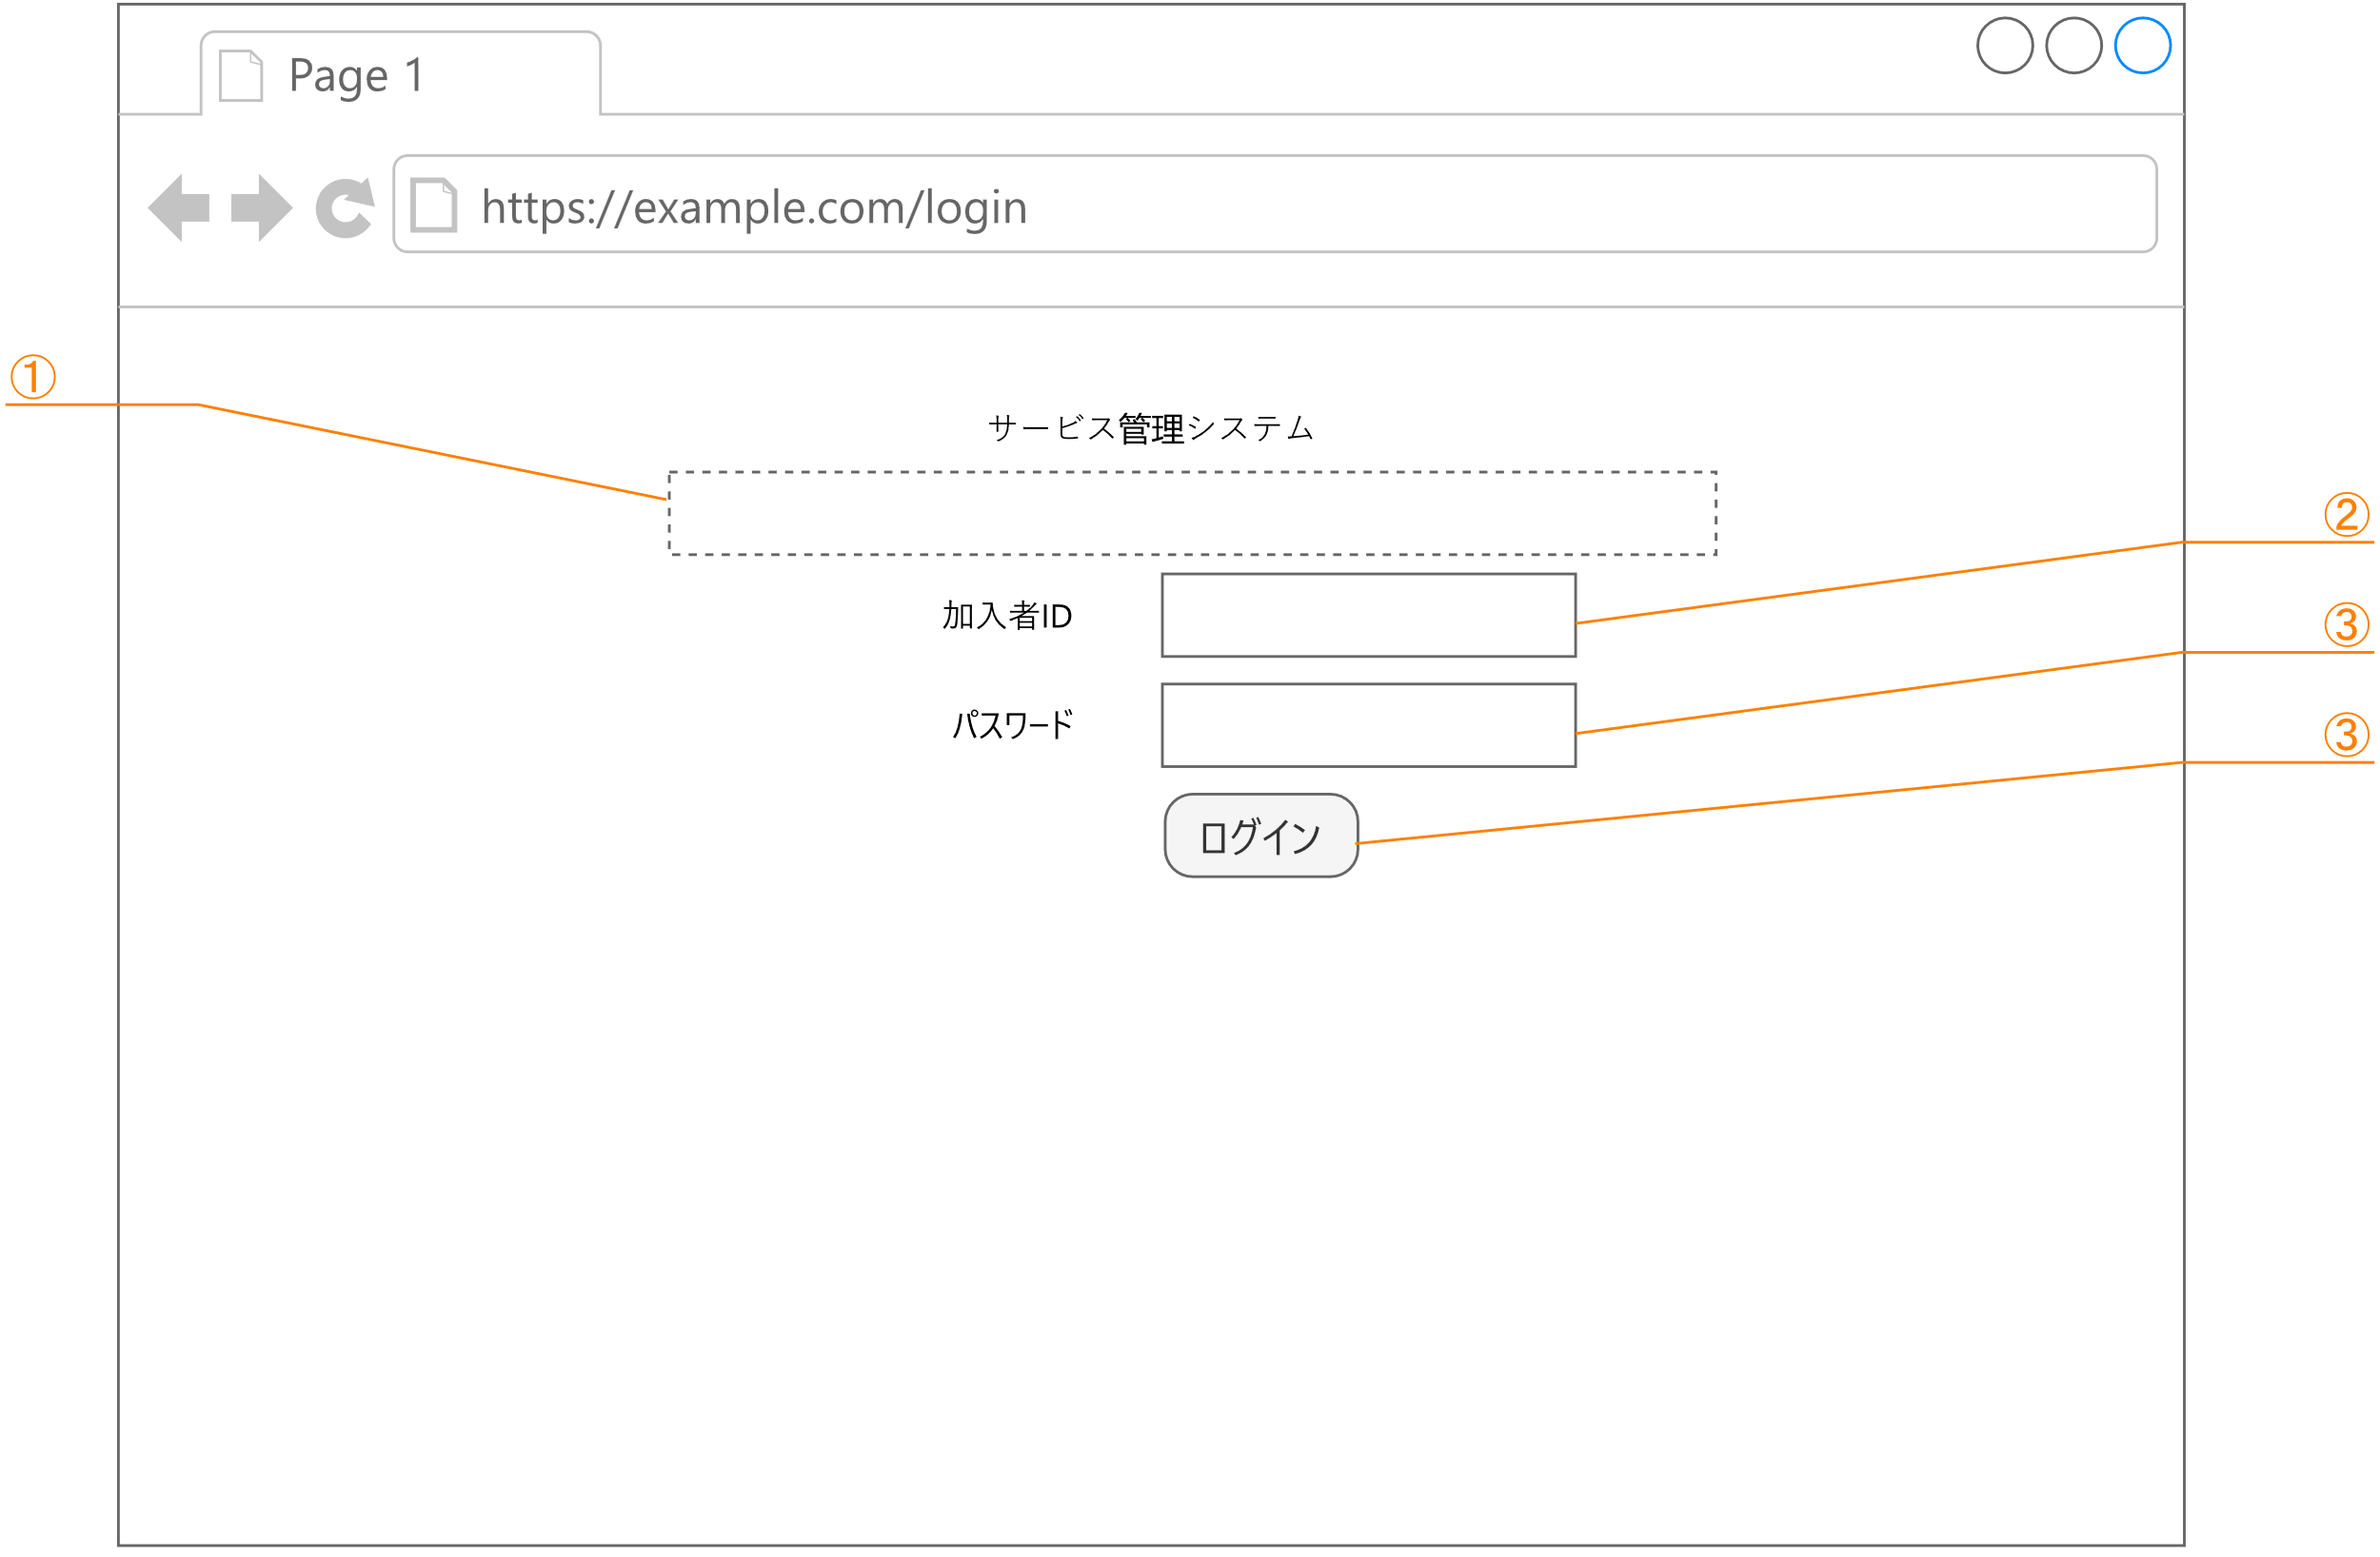 Page 1
https://example.com/login
①
サービス管理システム
②
加入者ID
③
パスワード
③
ログイン